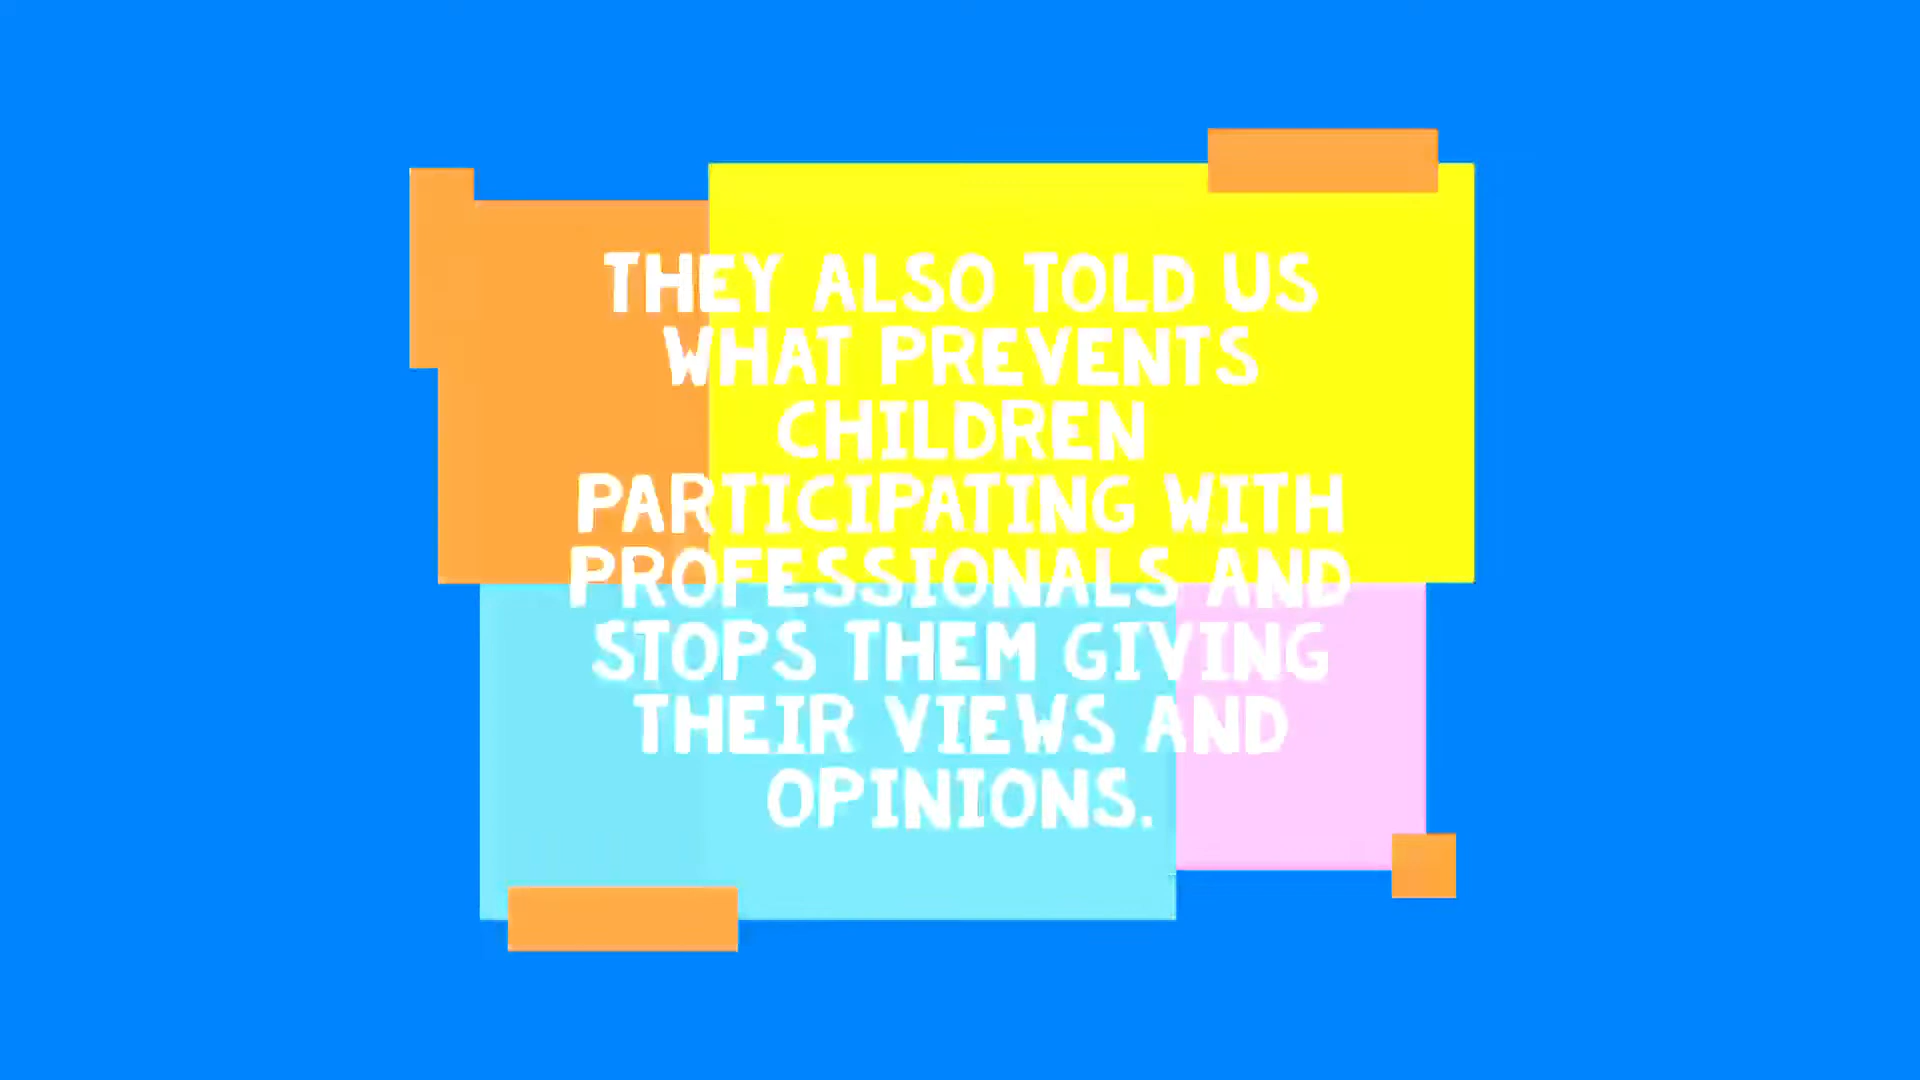 THEY ALSO TOLD US
WHAT PREVENTS
CHILDREN
PARTICIPATING WITH
PROFESSIONALS AND
STOPS THEM GIVING
THEIR VIEWS AND
OPINIONS.